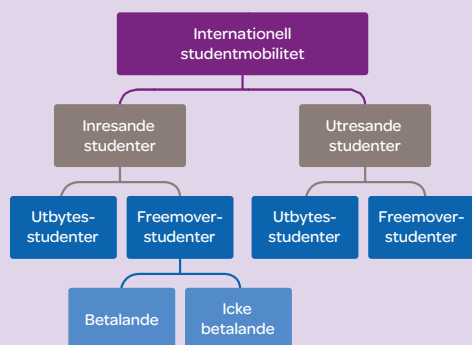 Internationell
studentmobilitet
Inresande
studenter
Utresande
studenter
Utbytes-
studenter
Freemover-
studenter
Utbytes-
studenter
Freemover-
studenter
Betalande
Icke
betalande